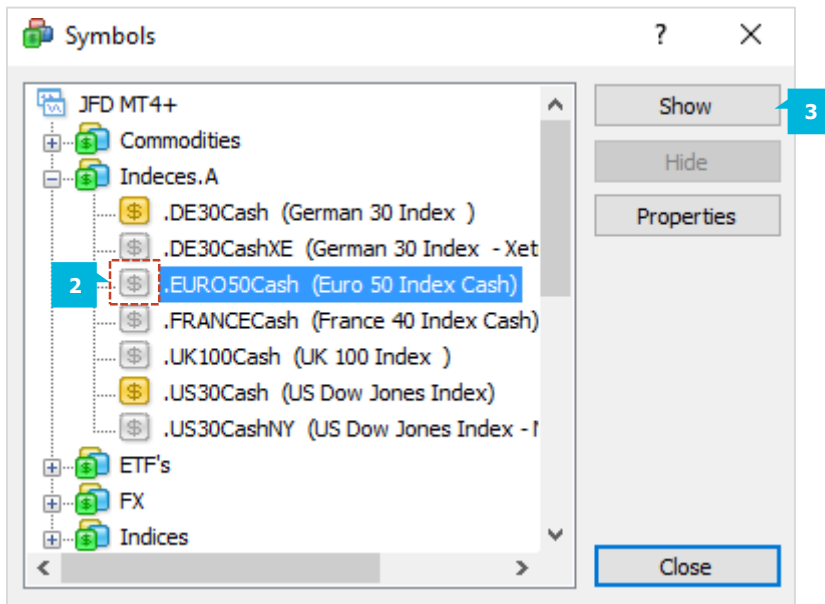 Symbols
?
JFD MT4+
Commodities
Indeces.A
.DE30Cash (German 30 Index )
.DE30CashXE (German 30 Index - Xet
.EURO50Cash (Euro 50 Index Cash)
.FRANCECash (France 40 Index Cash)
.UK100Cash (UK 100 Index )
.US30Cash (US Dow Jones Index)
.US30CashNY (US Dow Jones Index - N
ETF's
FX
Indices
2
Show
3
Hide
Properties
Close